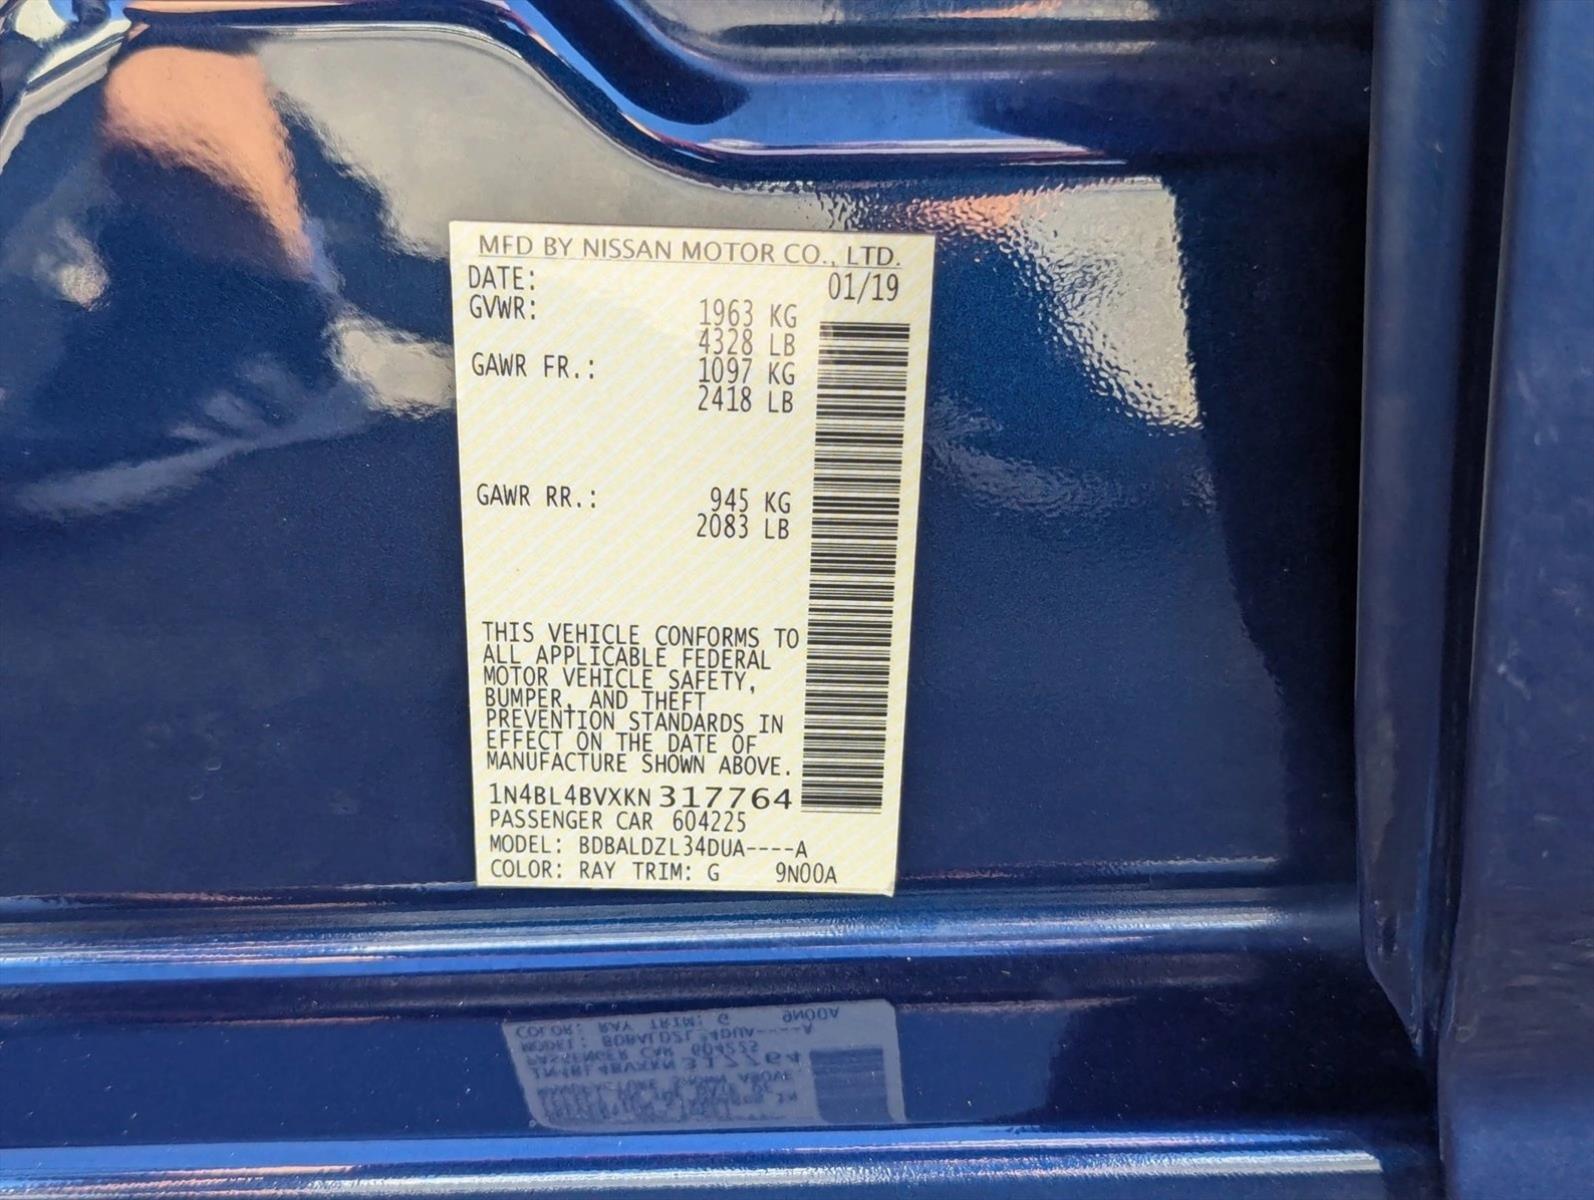 MFD BY NISSAN MOTOR CO., LTD.
DATE: 01/19
GVWR: 1963 KG
4328 LB
GAWR FR.: 1097 KG
2418 LB
GAWR RR.: 945 KG
2083 LB
THIS VEHICLE CONFORMS TO
ALL APPLICABLE FEDERAL
MOTOR VEHICLE SAFETY,
BUMPER, AND THEFT
PREVENTION STANDARDS IN
EFFECT ON THE DATE OF
MANUFACTURE SHOWN ABOVE.
1N4BL4BVXKN 317764
PASSENGER CAR 604225
MODEL: BDBALDZL34DUA----A
COLOR: RAY TRIM: G 9N00A